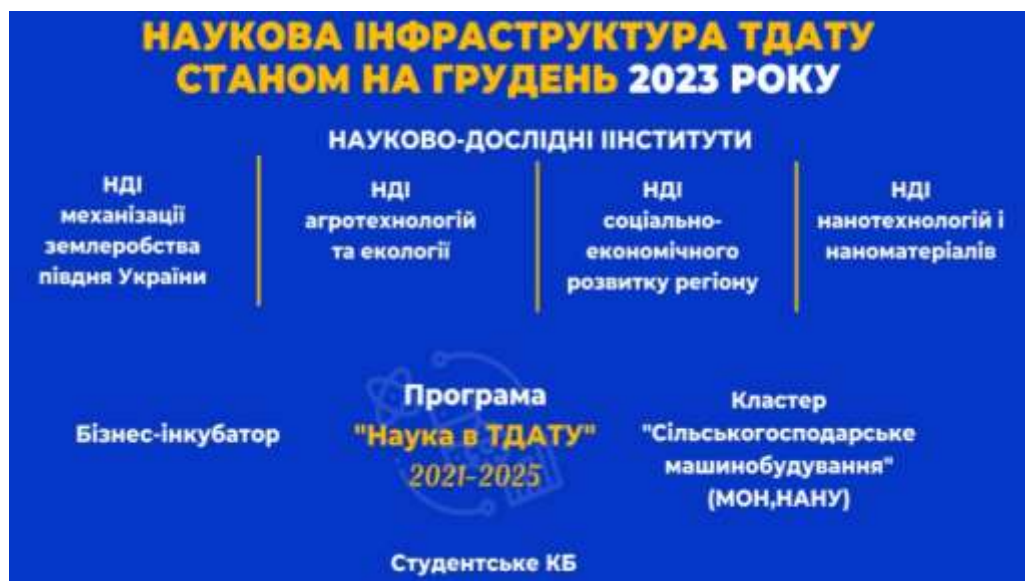 НАУКОВА ІНФРАСТРУКТУРА ТДАТУ
СТАНОМ НА ГРУДЕНЬ 2023 РОКУ
НАУКОВО-ДОСЛІДНІ ІІНСТИТУТИ
НДІ
механізації
землеробства
півдня України
НДІ
агротехнологій
та екології
НДІ
соціально-
економічного
розвитку регіону
НДІ
нанотехнологій і
наноматеріалів
Бізнес-інкубатор
Програма
"Наука в ТДАТУ"
2021-2025
Кластер
"Сільськогосподарське
машинобудування"
(МОН,НАНУ)
Студентське КБ